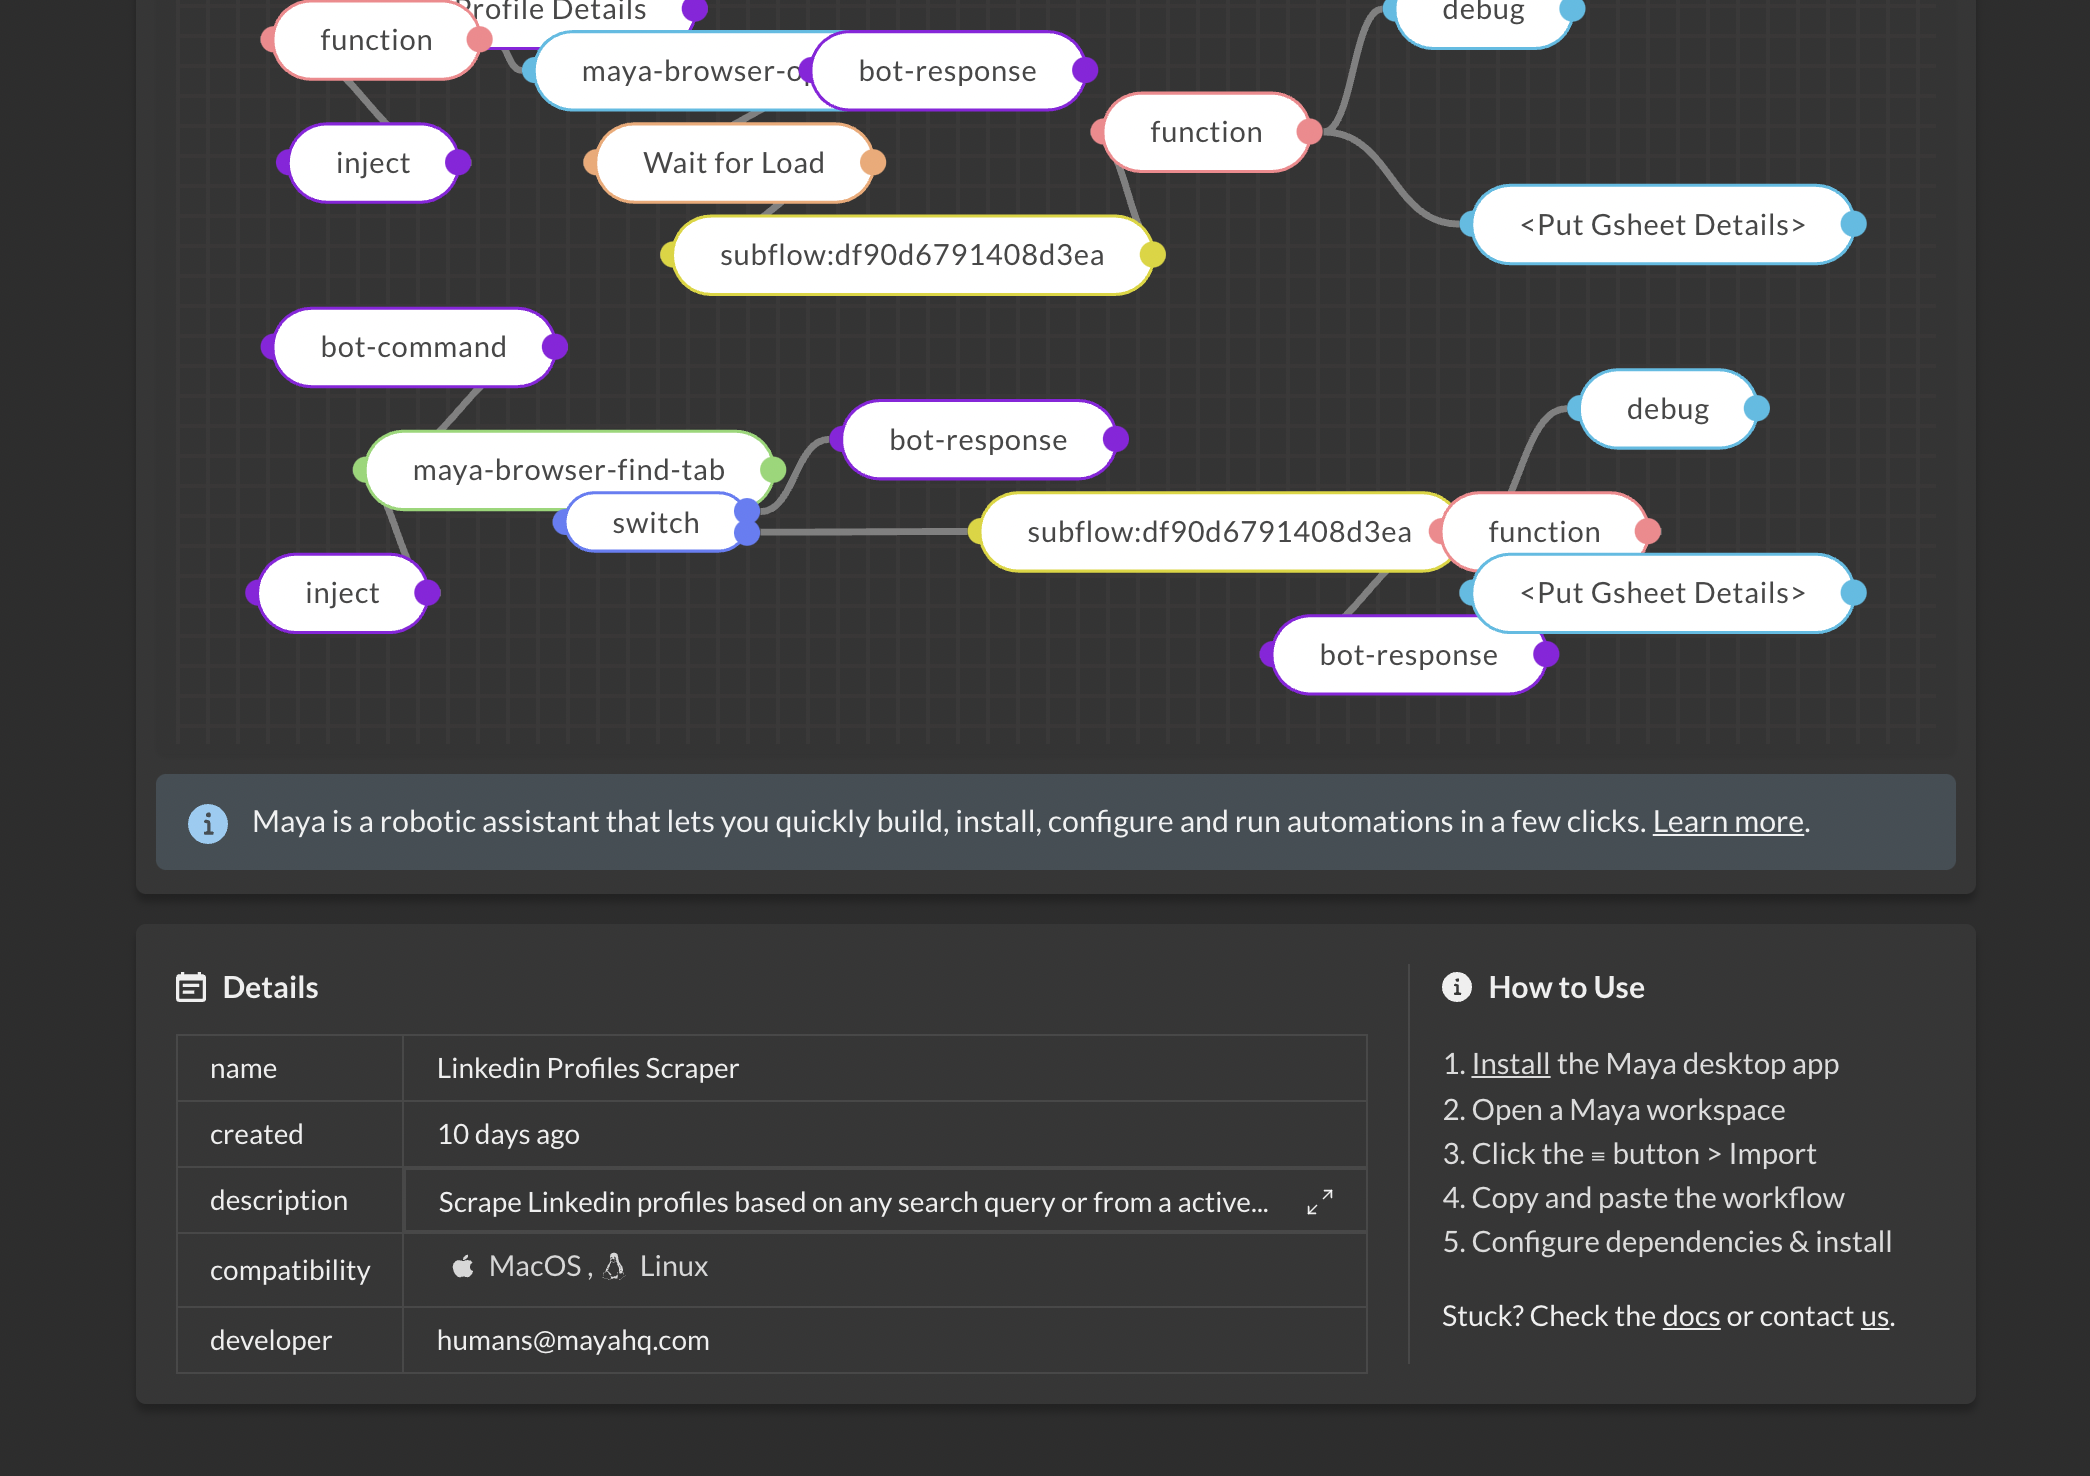 Profile Details
debug
function
maya-browser-o
bot-response
function
inject
Wait for Load
<Put Gsheet Details>
subflow:df90d6791408d3ea
bot-command
debug
bot-response
maya-browser-find-tab
switch
subflow:df90d6791408d3ea
function
inject
<Put Gsheet Details>
bot-response
Maya is a robotic assistant that lets you quickly build, install, configure and run automations in a few clicks. Learn more.
Details
name Linkedin Profiles Scraper
created 10 days ago
description Scrape Linkedin profiles based on any search query or from a active...
compatibility MacOS , Linux
developer humans@mayahq.com
How to Use
1. Install the Maya desktop app
2. Open a Maya workspace
3. Click the ≡ button > Import
4. Copy and paste the workflow
5. Configure dependencies & install
Stuck? Check the docs or contact us.